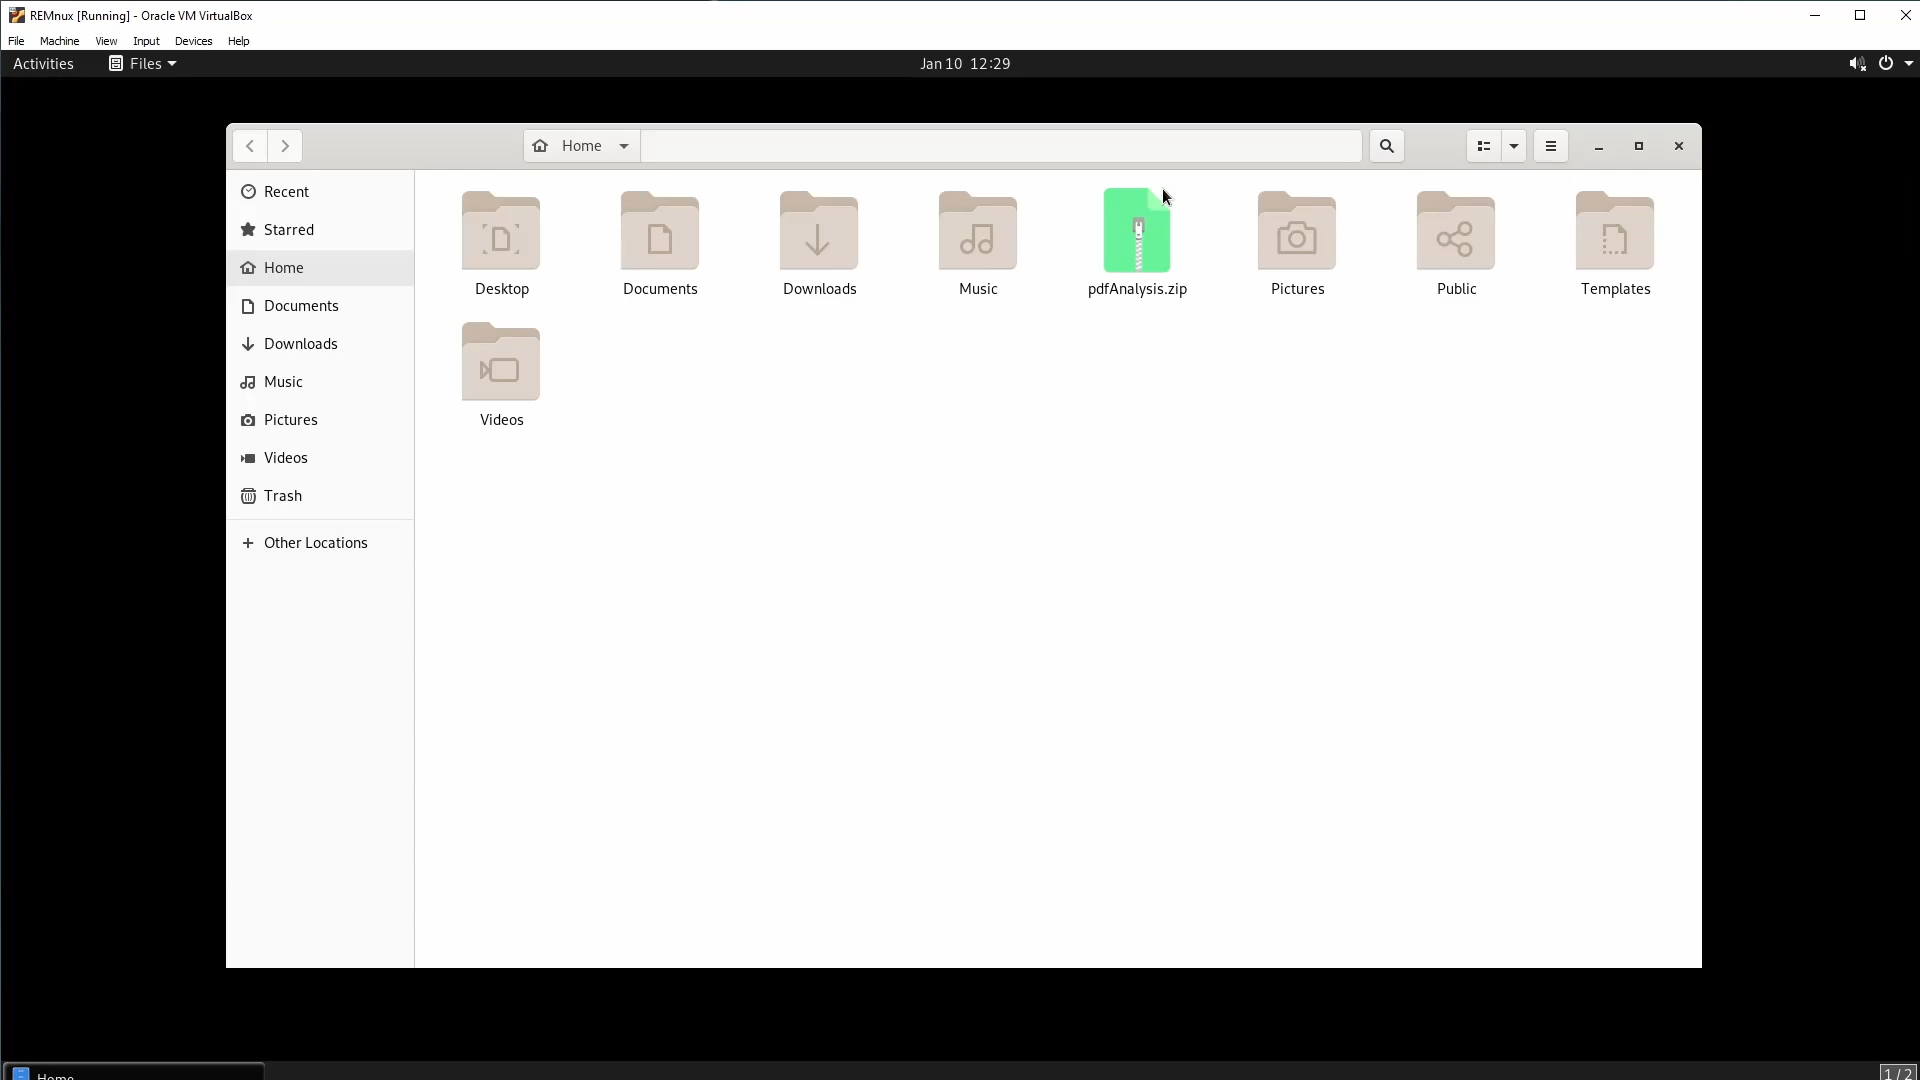 REMnux [Running] - Oracle VM VirtualBox
File Machine View Input Devices Help
Activities Files Jan 10 12:29
Home
Recent
Starred
Home
Documents
Downloads
Music
Pictures
Videos
Trash
Other Locations
Desktop Documents Downloads Music pdfAnalysis.zip Pictures Public Templates
Videos
Home 1 / 2